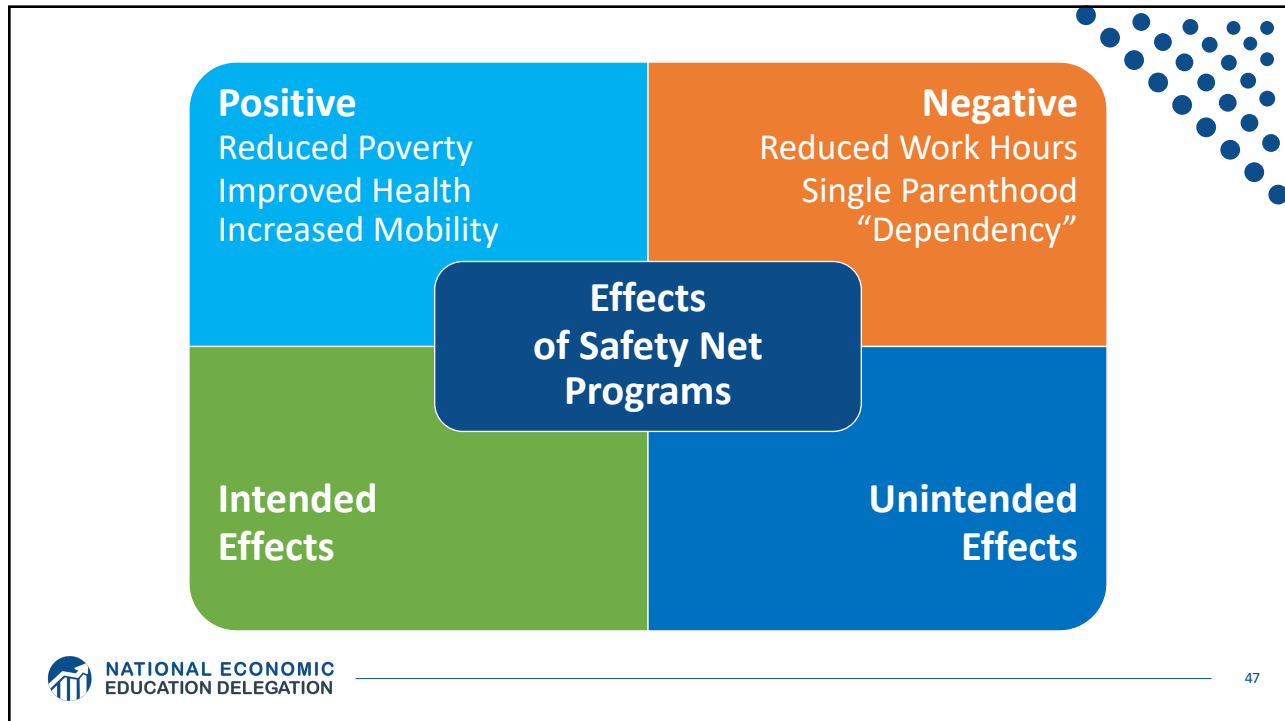 Positive
Reduced Poverty
Improved Health
Increased Mobility
Negative
Reduced Work Hours
Single Parenthood
“Dependency”
Effects
of Safety Net
Programs
Intended
Effects
Unintended
Effects
NATIONAL ECONOMIC
EDUCATION DELEGATION
47